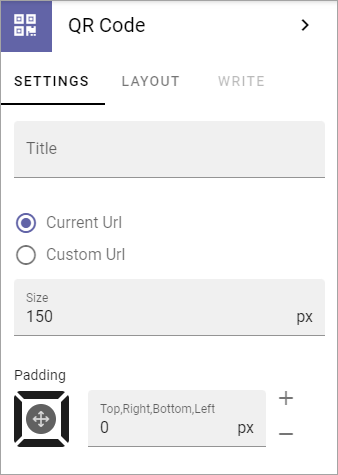 QR Code
SETTINGS LAYOUT WRITE
Title
Current Url
Custom Url
Size
150 px
Padding
Top,Right,Bottom,Left
0 px